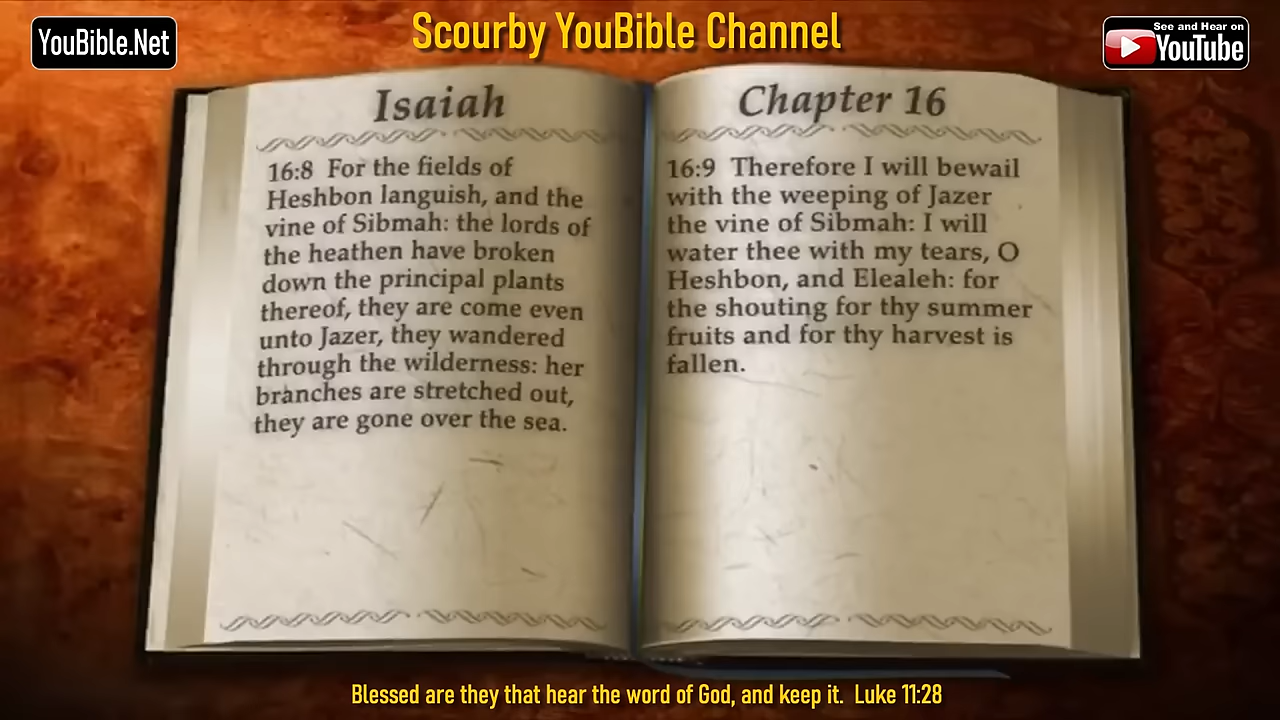 YouBible.Net
Scourby YouBible Channel
See and Hear on
YouTube
Isaiah
16:8 For the fields of
Heshbon languish, and the
vine of Sibmah: the lords of
the heathen have broken
down the principal plants
thereof, they are come even
unto Jazer, they wandered
through the wilderness: her
branches are stretched out,
they are gone over the sea.
Chapter 16
16:9 Therefore I will bewail
with the weeping of Jazer
the vine of Sibmah: I will
water thee with my tears, O
Heshbon, and Elealeh: for
the shouting for thy summer
fruits and for thy harvest is
fallen.
Blessed are they that hear the word of God, and keep it. Luke 11:28